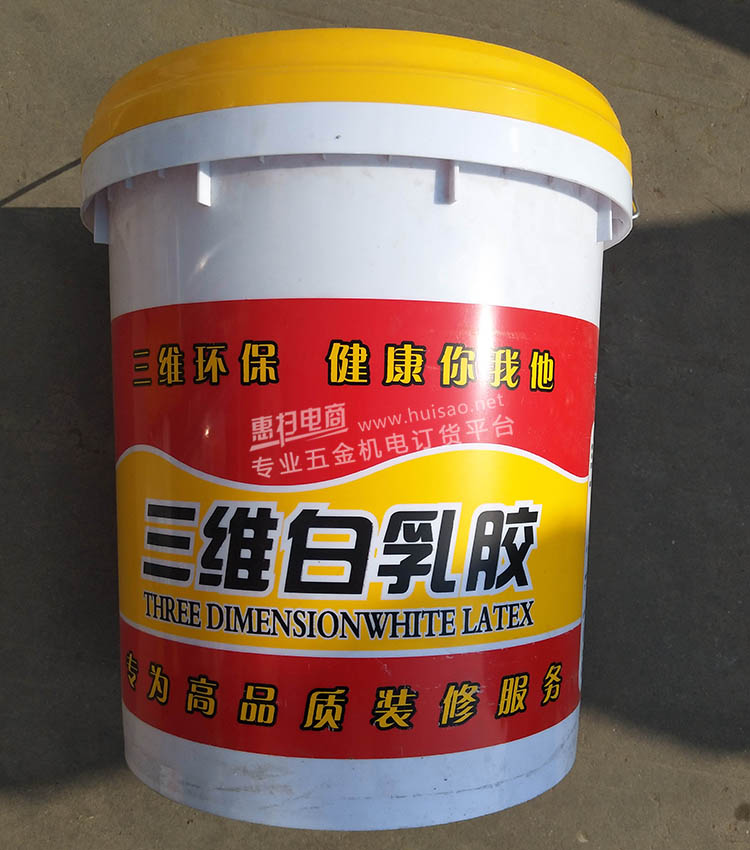 三维环保 健康你我他
惠扫电商 www.huisao.net
专业五金机电订货平台
三维白乳胶
THREE DIMENSIONWHITE LATEX
专为高品质装修服务